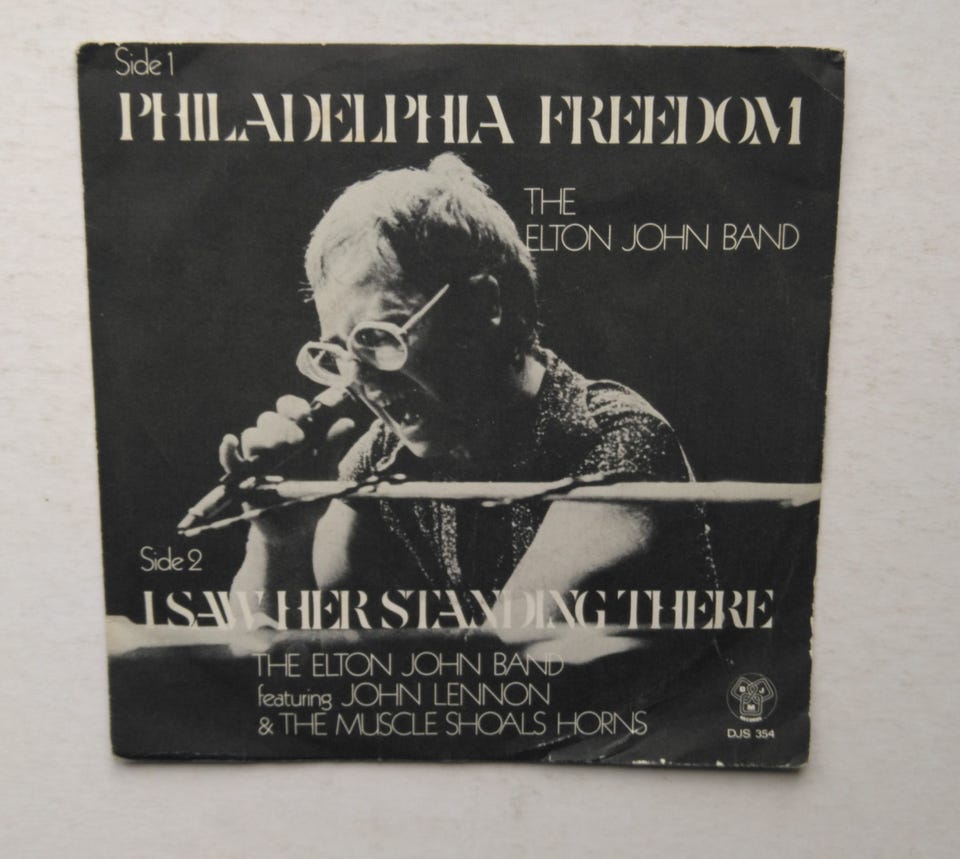 Side 1
PHILADELPHIA FREEDOM
THE
ELTON JOHN BAND
Side 2
I SAW HER STANDING THERE
THE ELTON JOHN BAND
featuring JOHN LENNON
& THE MUSCLE SHOALS HORNS
D J
M
RECORDS
DJS 354